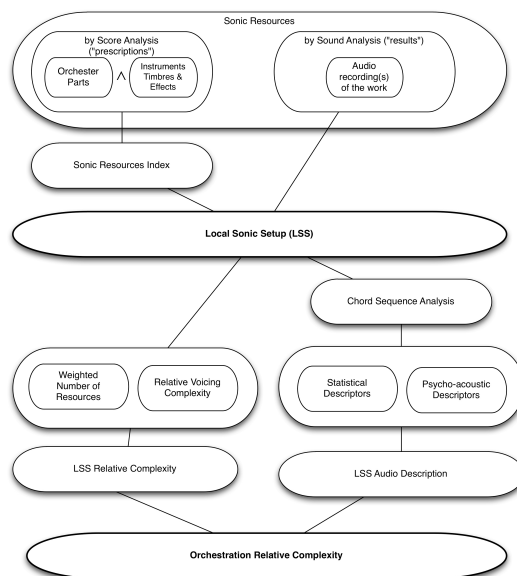 Sonic Resources
by Score Analysis
("prescriptions")
Orchester
Parts
^
Instruments
Timbres &
Effects
by Sound Analysis ("results")
Audio
recording(s)
of the work
Sonic Resources Index
Local Sonic Setup (LSS)
Chord Sequence Analysis
Weighted
Number of
Resources
Relative Voicing
Complexity
Statistical
Descriptors
Psycho-acoustic
Descriptors
LSS Relative Complexity
LSS Audio Description
Orchestration Relative Complexity